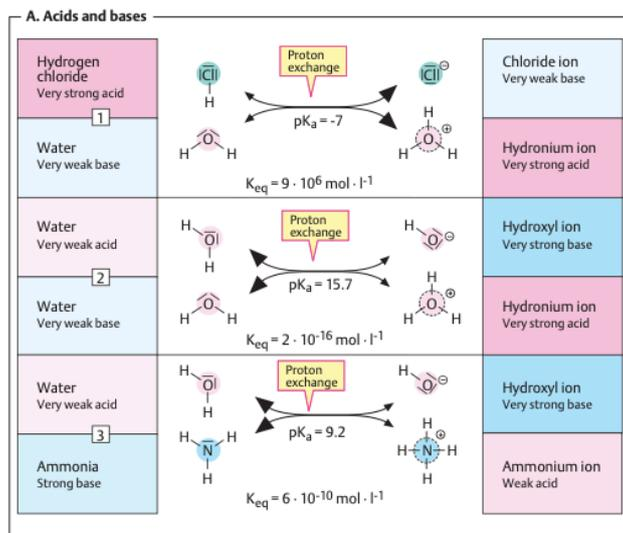 A. Acids and bases
Hydrogen
chloride
Very strong acid
1
Water
Very weak base
Cl
H
O
H H
Proton
exchange
pKa = -7
Keq = 9 · 10⁶ mol · l⁻¹
Cl ⊖
H
O ⊕
H H
Chloride ion
Very weak base
Hydronium ion
Very strong acid
Water
Very weak acid
2
Water
Very weak base
H
O
H
O
H H
Proton
exchange
pKa = 15.7
Keq = 2 · 10⁻¹⁶ mol · l⁻¹
H
O ⊖
H
O ⊕
H H
Hydroxyl ion
Very strong base
Hydronium ion
Very strong acid
Water
Very weak acid
3
Ammonia
Strong base
H
O
H
H N H
H
Proton
exchange
pKa = 9.2
Keq = 6 · 10⁻¹⁰ mol · l⁻¹
H
O ⊖
H ⊕
H N H
H
Hydroxyl ion
Very strong base
Ammonium ion
Weak acid